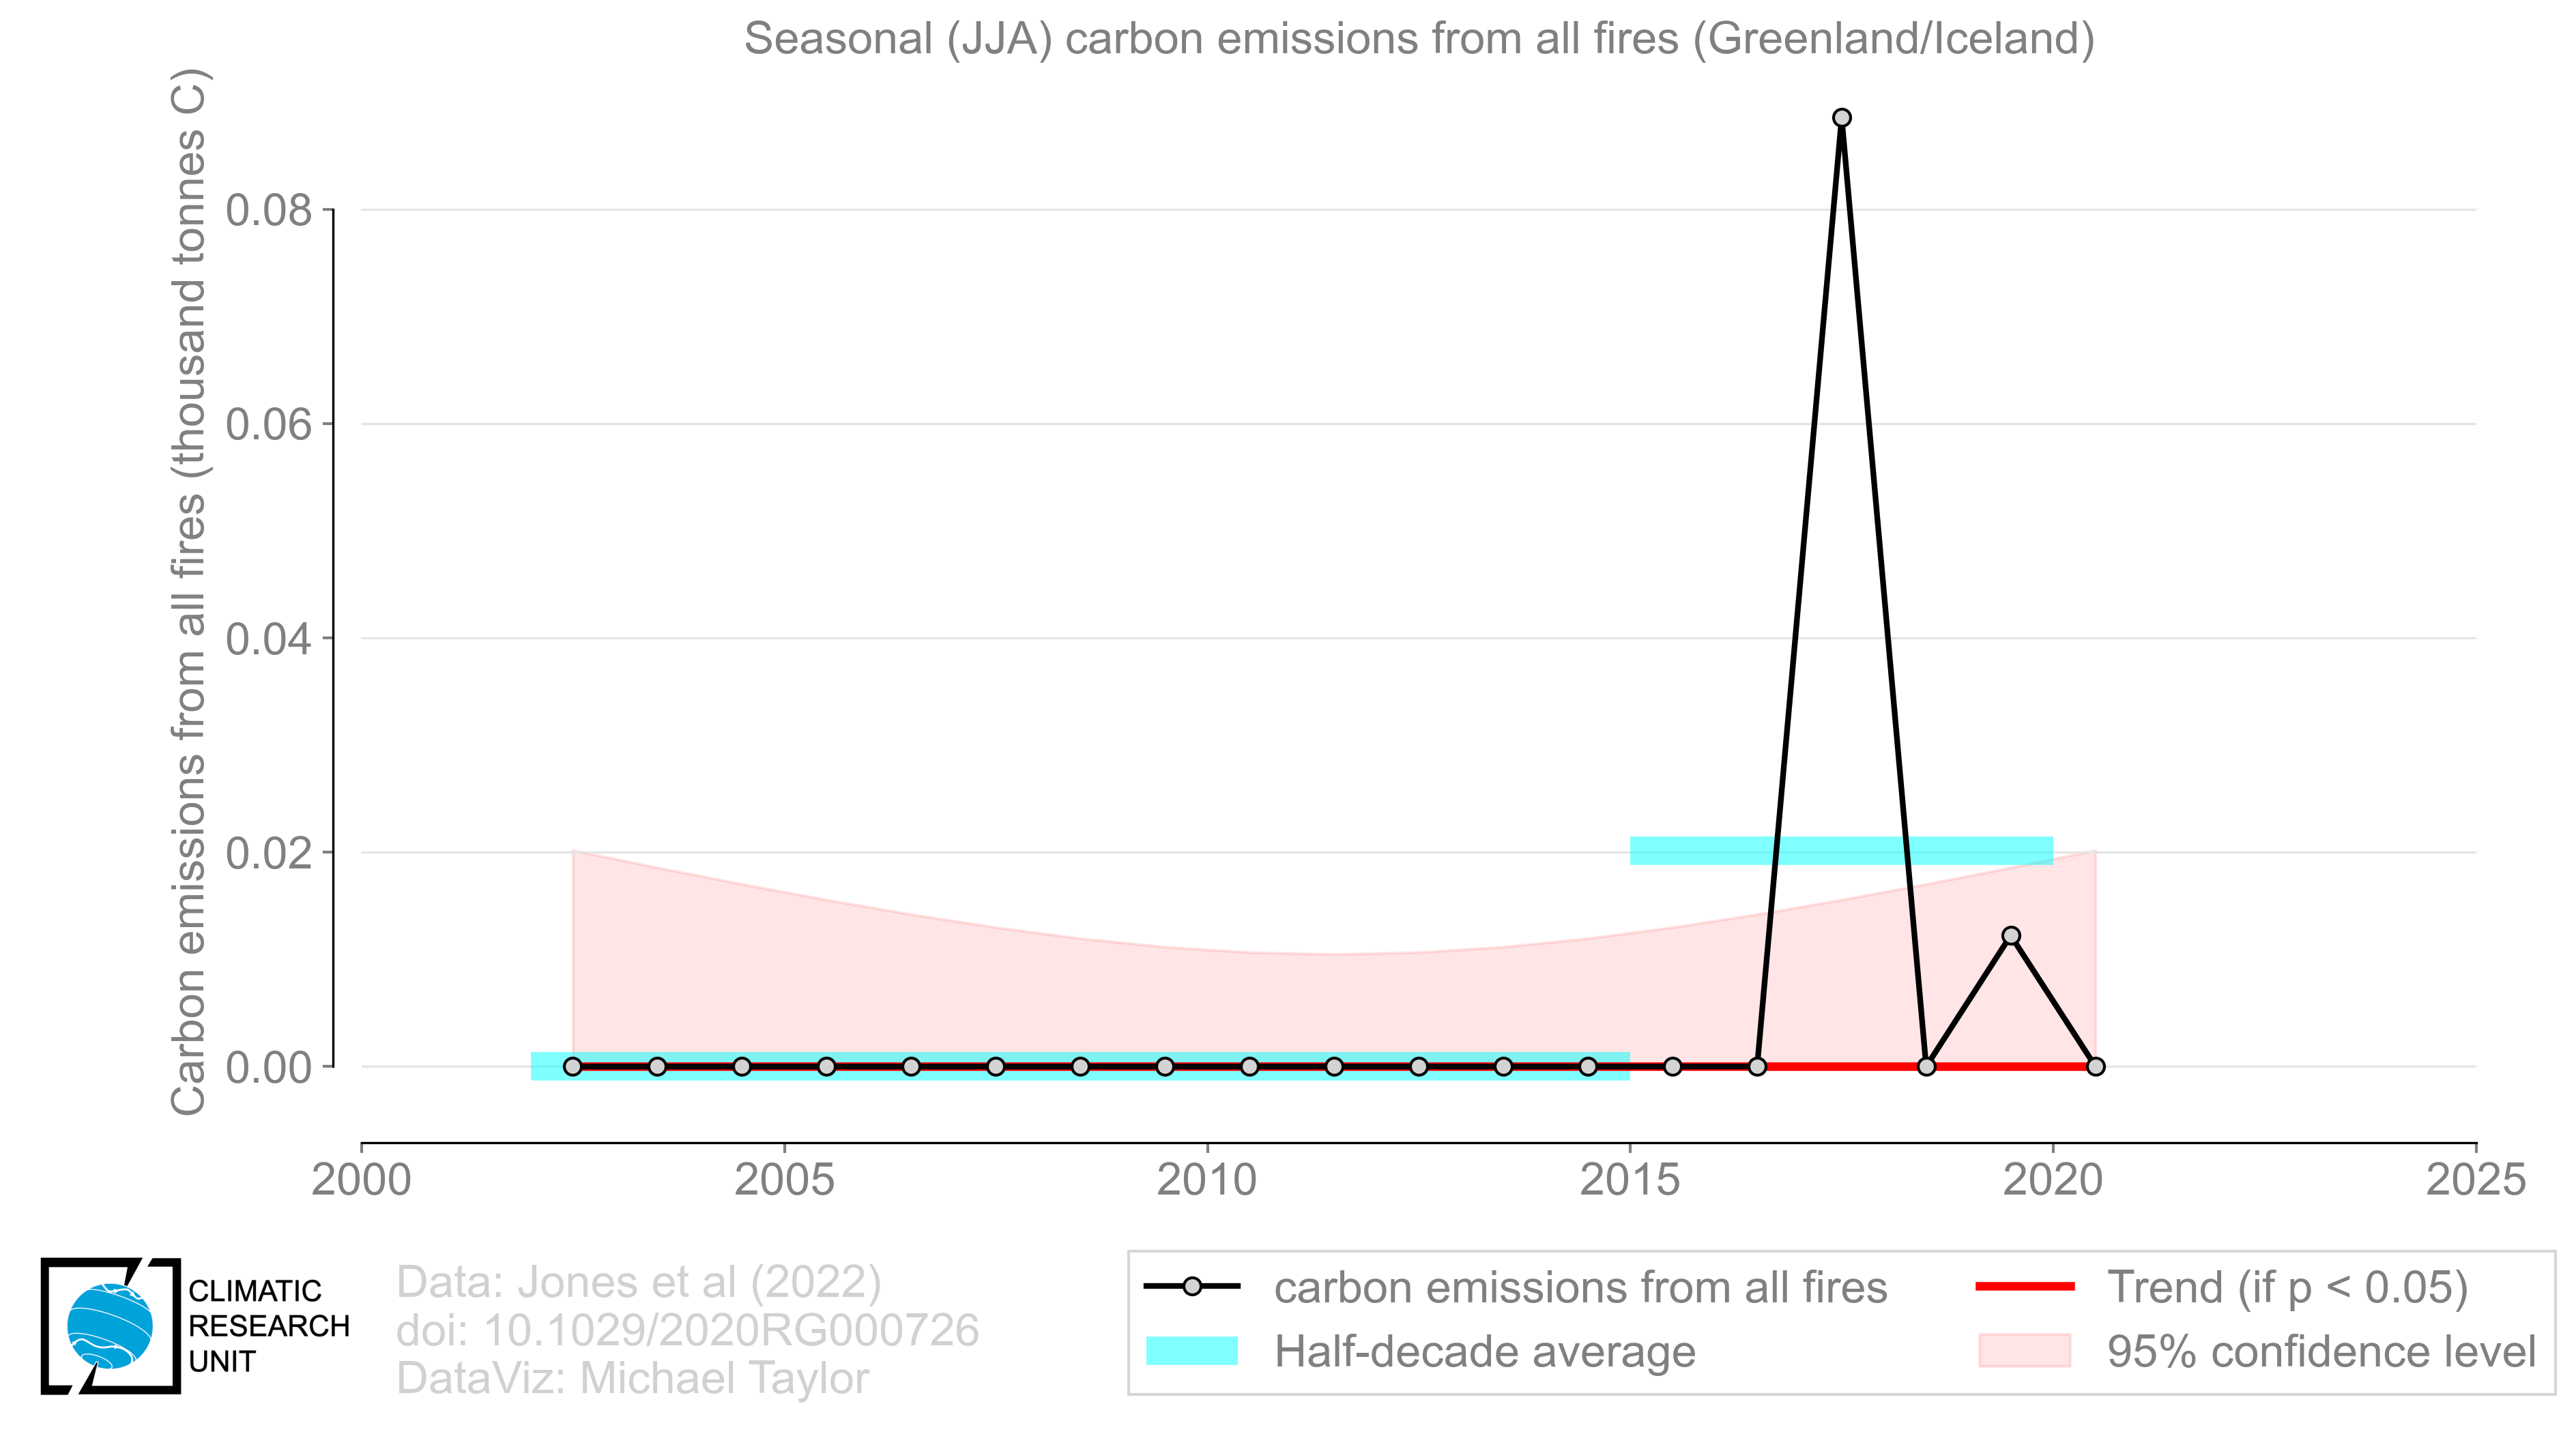 Seasonal (JJA) carbon emissions from all fires (Greenland/Iceland)
Carbon emissions from all fires (thousand tonnes C)
0.08
0.06
0.04
0.02
0.00
2000 2005 2010 2015 2020 2025
CLIMATIC
RESEARCH
UNIT
Data: Jones et al (2022)
doi: 10.1029/2020RG000726
DataViz: Michael Taylor
carbon emissions from all fires
Half-decade average
Trend (if p < 0.05)
95% confidence level